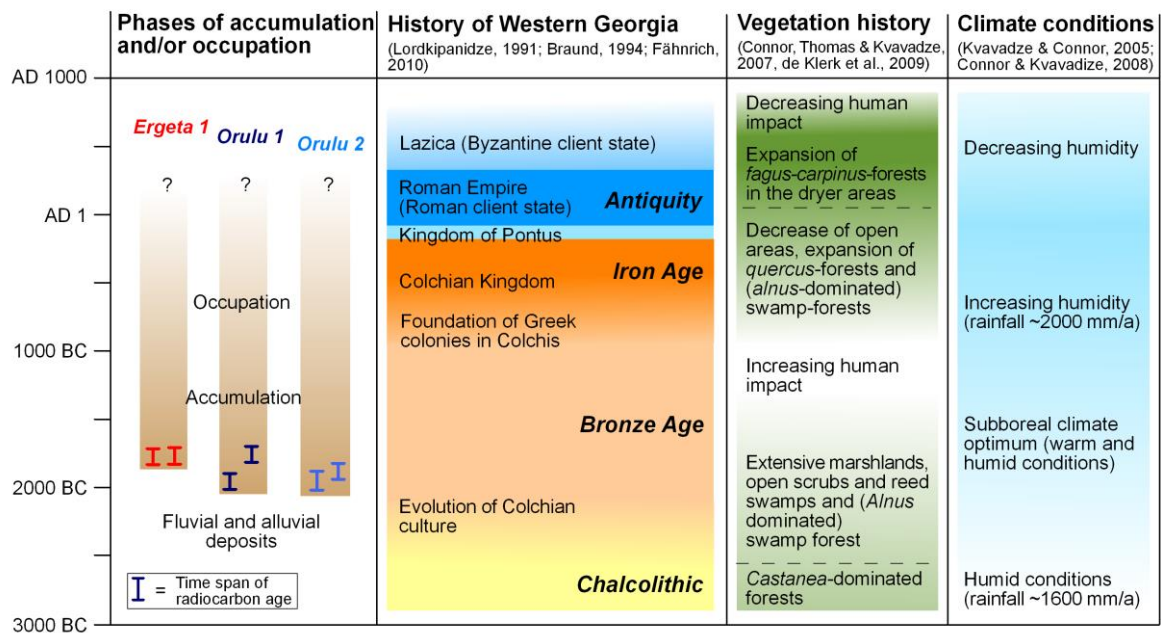 Phases of accumulation
and/or occupation
History of Western Georgia
(Lordkipanidze, 1991; Braund, 1994; Fähnrich,
2010)
Vegetation history
(Connor, Thomas & Kvavadze,
2007, de Klerk et al., 2009)
Climate conditions
(Kvavadze & Connor, 2005;
Connor & Kvavadize, 2008)
AD 1000
AD 1
1000 BC
2000 BC
3000 BC
Ergeta 1
Orulu 1
Orulu 2
?
?
?
Occupation
Accumulation
Fluvial and alluvial
deposits
= Time span of
radiocarbon age
Lazica (Byzantine client state)
Roman Empire
(Roman client state)
Antiquity
Kingdom of Pontus
Iron Age
Colchian Kingdom
Foundation of Greek
colonies in Colchis
Bronze Age
Evolution of Colchian
culture
Chalcolithic
Decreasing human
impact
Expansion of
fagus-carpinus-forests
in the dryer areas
Decrease of open
areas, expansion of
quercus-forests and
(alnus-dominated)
swamp-forests
Increasing human
impact
Extensive marshlands,
open scrubs and reed
swamps and (Alnus
dominated)
swamp forest
Castanea-dominated
forests
Decreasing humidity
Increasing humidity
(rainfall ~2000 mm/a)
Subboreal climate
optimum (warm and
humid conditions)
Humid conditions
(rainfall ~1600 mm/a)